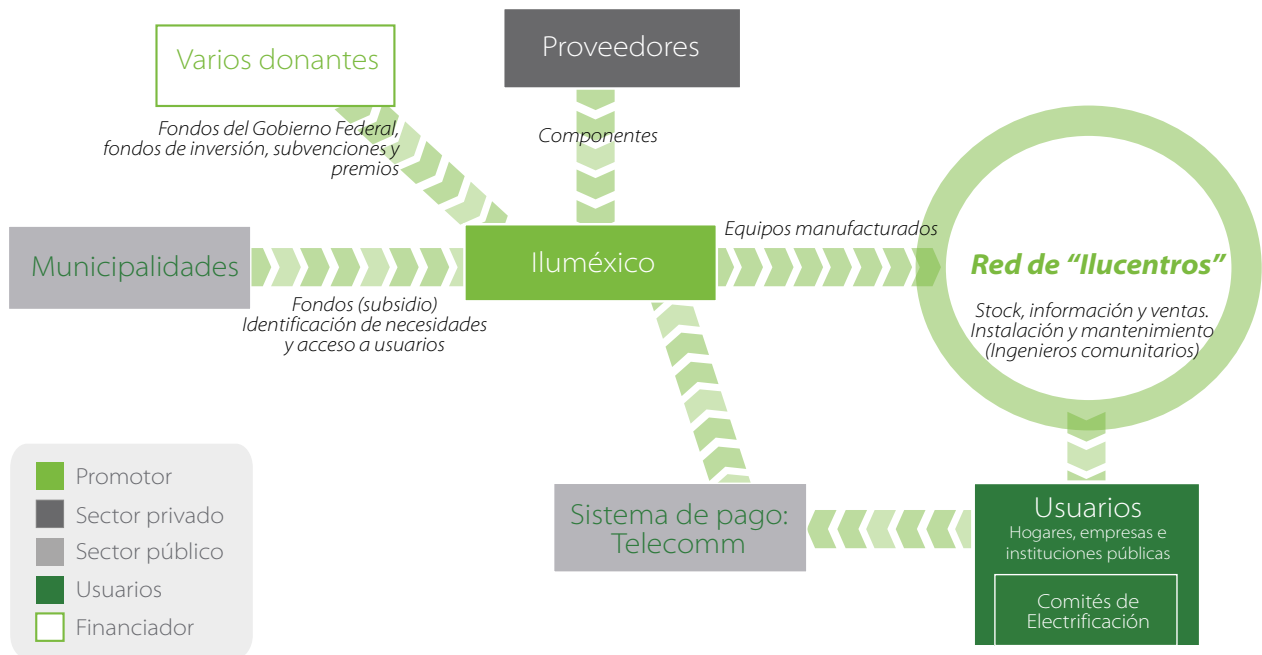 Varios donantes
Proveedores
Fondos del Gobierno Federal,
fondos de inversión, subvenciones y
premios
Componentes
Municipalidades
Iluméxico
Equipos manufacturados
Red de “Ilucentros”
Stock, información y ventas.
Instalación y mantenimiento
(Ingenieros comunitarios)
Fondos (subsidio)
Identificación de necesidades
y acceso a usuarios
Promotor
Sector privado
Sector público
Usuarios
Financiador
Sistema de pago:
Telecomm
Usuarios
Hogares, empresas e
instituciones públicas
Comités de
Electrificación